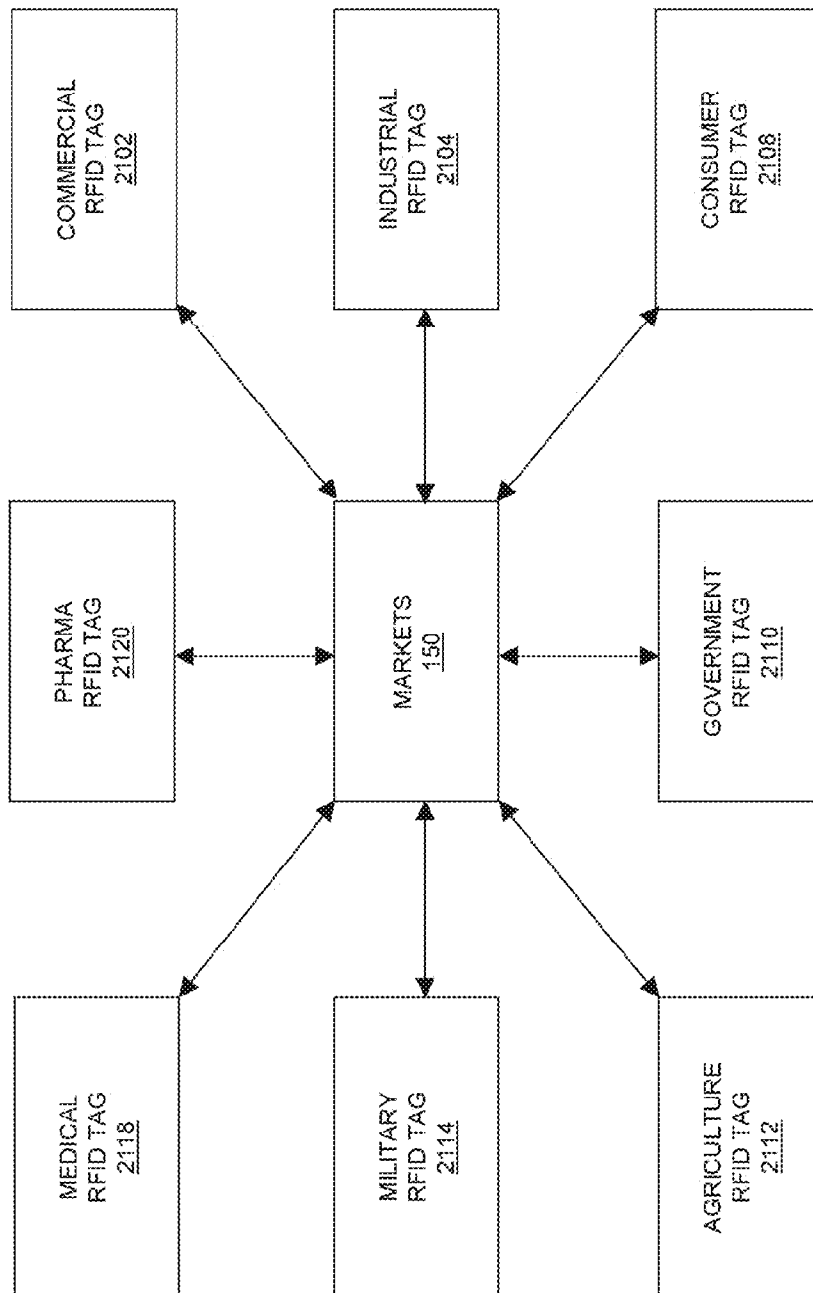 MEDICAL
RFID TAG
2118
PHARMA
RFID TAG
2120
COMMERCIAL
RFID TAG
2102
MILITARY
RFID TAG
2114
MARKETS
150
INDUSTRIAL
RFID TAG
2104
AGRICULTURE
RFID TAG
2112
GOVERNMENT
RFID TAG
2110
CONSUMER
RFID TAG
2108